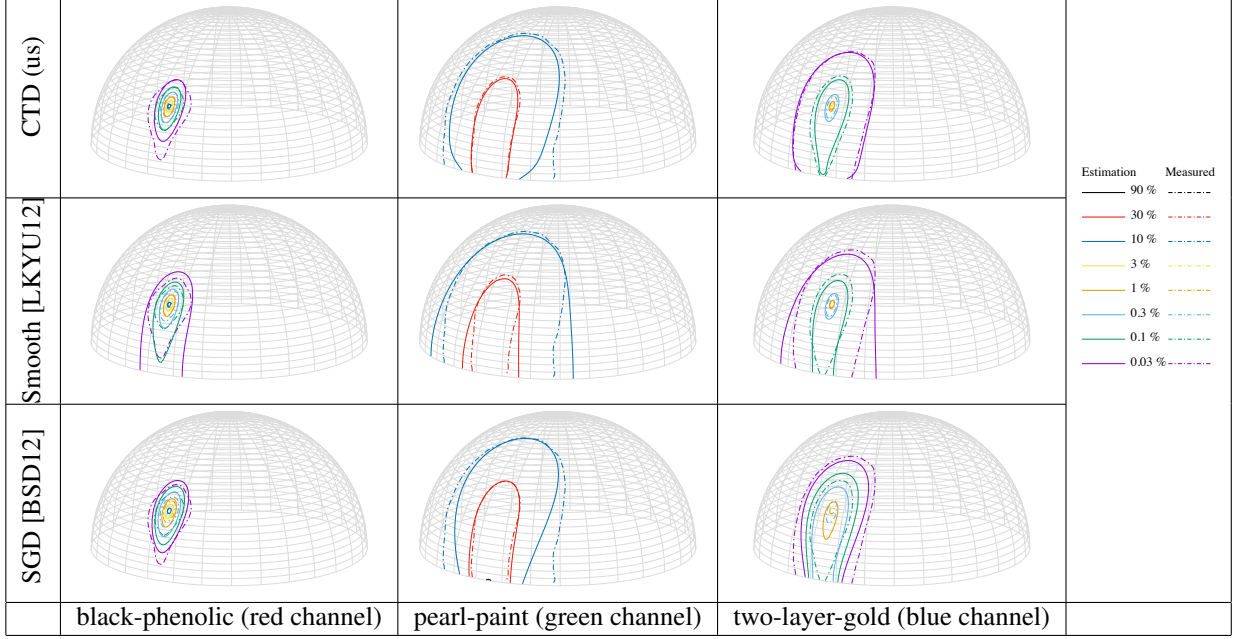 CTD (us)
Smooth [LKYU12]
SGD [BSD12]
Estimation Measured
90 %
30 %
10 %
3 %
1 %
0.3 %
0.1 %
0.03 %
black-phenolic (red channel) pearl-paint (green channel) two-layer-gold (blue channel)